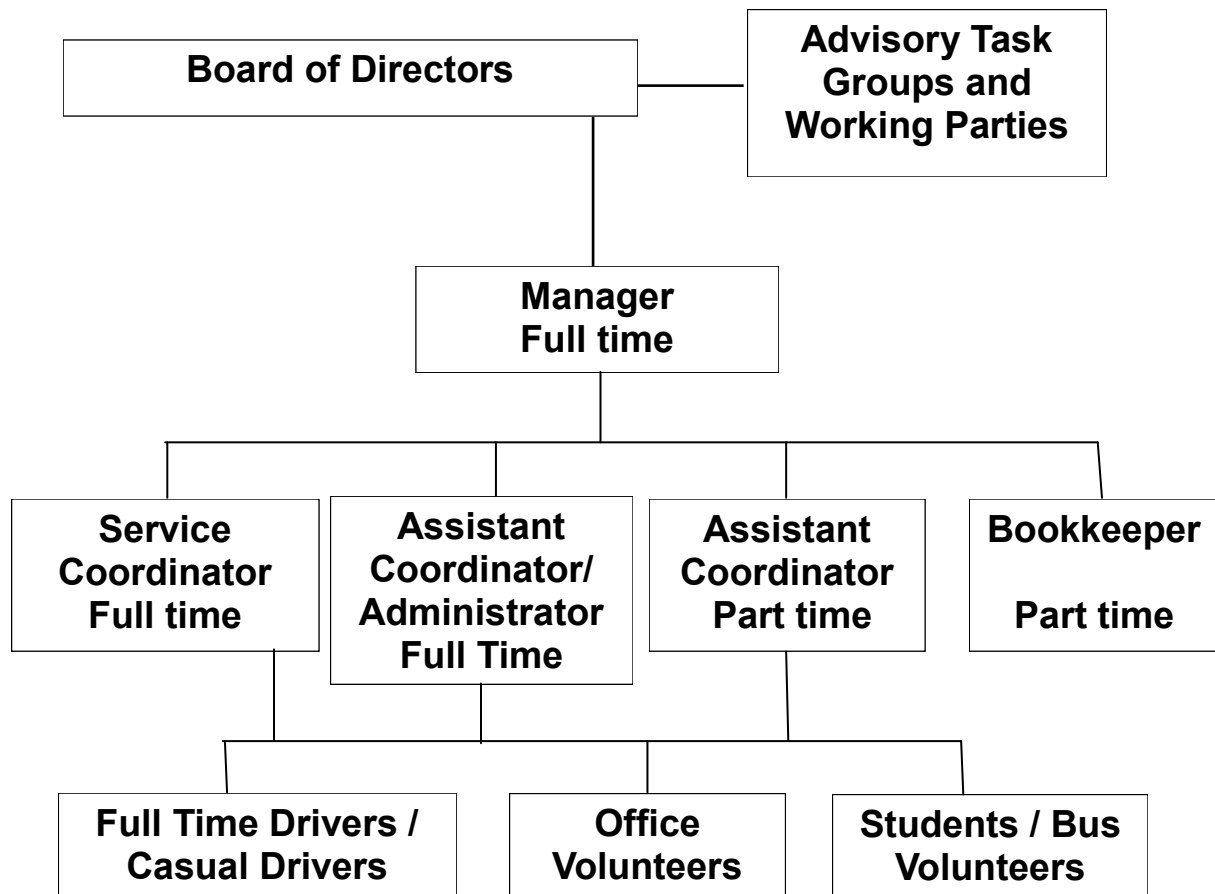 Board of Directors
Advisory Task
Groups and
Working Parties
Manager
Full time
Service
Coordinator
Full time
Assistant
Coordinator/
Administrator
Full Time
Assistant
Coordinator
Part time
Bookkeeper
Part time
Full Time Drivers /
Casual Drivers
Office
Volunteers
Students / Bus
Volunteers